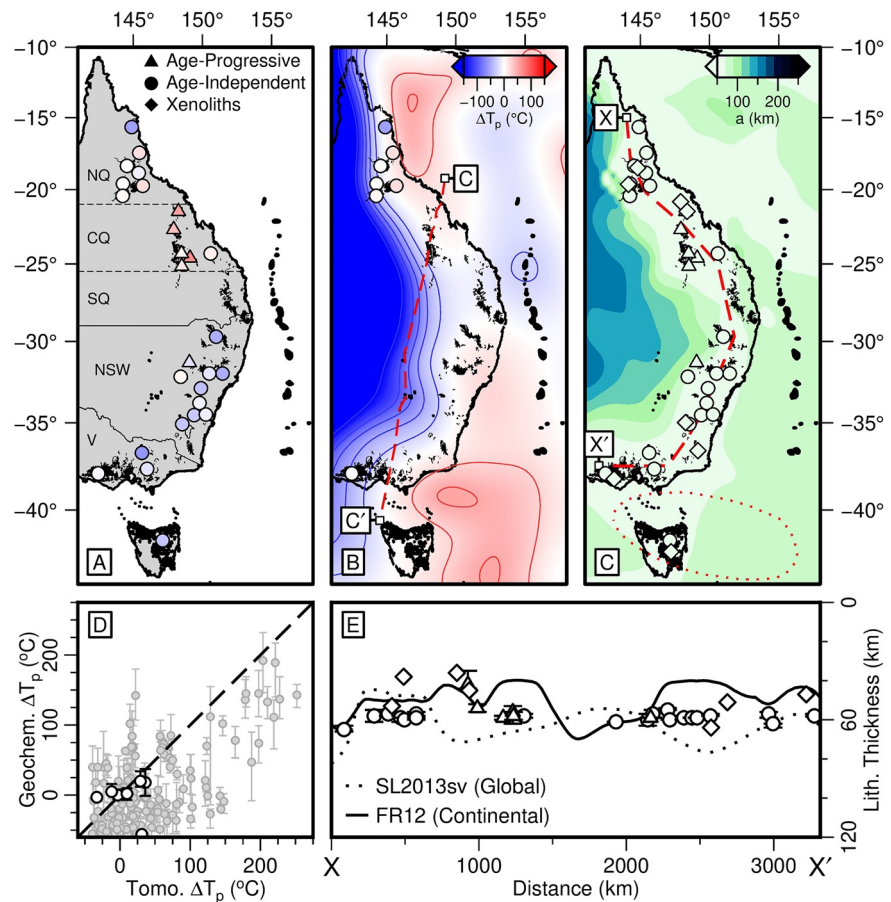 145° 150° 155° 145° 150° 155° 145° 150° 155°
−10° −10°
−15° −15°
−20° −20°
−25° −25°
−30° −30°
−35° −35°
−40° −40°
Age-Progressive
Age-Independent
Xenoliths
NQ
CQ
SQ
NSW
V
A
−100 0 100
ΔTp (°C)
C
C′
B
100 200
a (km)
X
X′
C
D
Geochem. ΔTp (°C)
200
100
0
0 50 100 150 200 250
Tomo. ΔTp (°C)
E
SL2013sv (Global)
FR12 (Continental)
0
60
120
Lith. Thickness (km)
X 1000 2000 3000 X′
Distance (km)